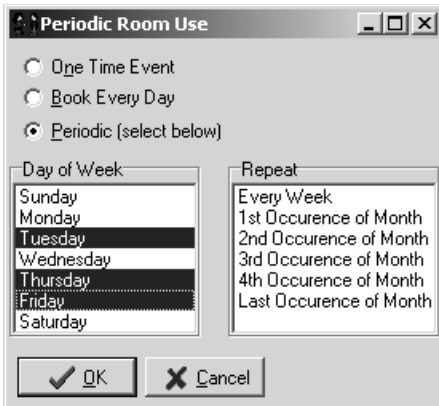 Periodic Room Use
One Time Event
Book Every Day
Periodic (select below)
Day of Week
Sunday
Monday
Tuesday
Wednesday
Thursday
Friday
Saturday
Repeat
Every Week
1st Occurence of Month
2nd Occurence of Month
3rd Occurence of Month
4th Occurence of Month
Last Occurence of Month
OK
Cancel